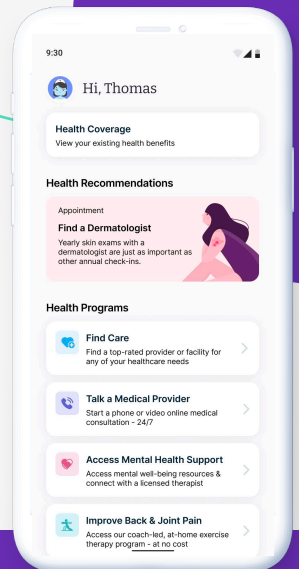 9:30
Hi, Thomas
Health Coverage
View your existing health benefits
Health Recommendations
Appointment
Find a Dermatologist
Yearly skin exams with a
dermatologist are just as important as
other annual check-ins.
Health Programs
Find Care
Find a top-rated provider or facility for
any of your healthcare needs
Talk a Medical Provider
Start a phone or video online medical
consultation - 24/7
Access Mental Health Support
Access mental well-being resources &
connect with a licensed therapist
Improve Back & Joint Pain
Access our coach-led, at-home exercise
therapy program - at no cost